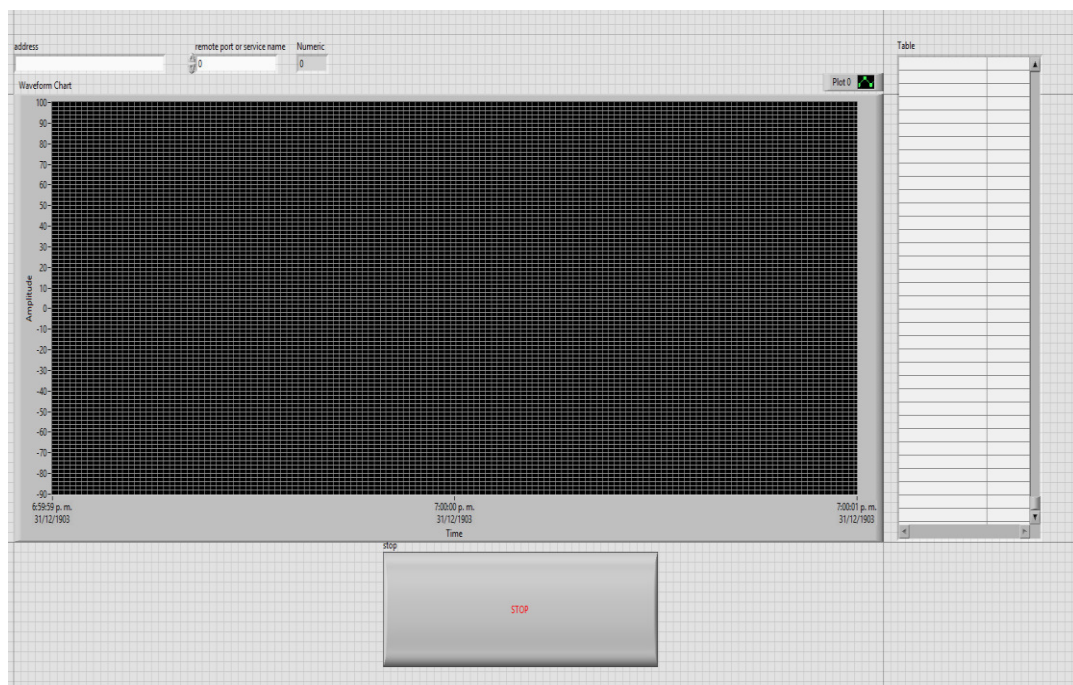 address
remote port or service name
Numeric
Table
0
0
Waveform Chart
Plot 0
100
90
80
70
60
50
40
30
20
10
0
-10
-20
-30
-40
-50
-60
-70
-80
-90
Amplitude
6:59:59 p. m.
31/12/1903
7:00:00 p. m.
31/12/1903
7:00:01 p. m.
31/12/1903
Time
stop
STOP